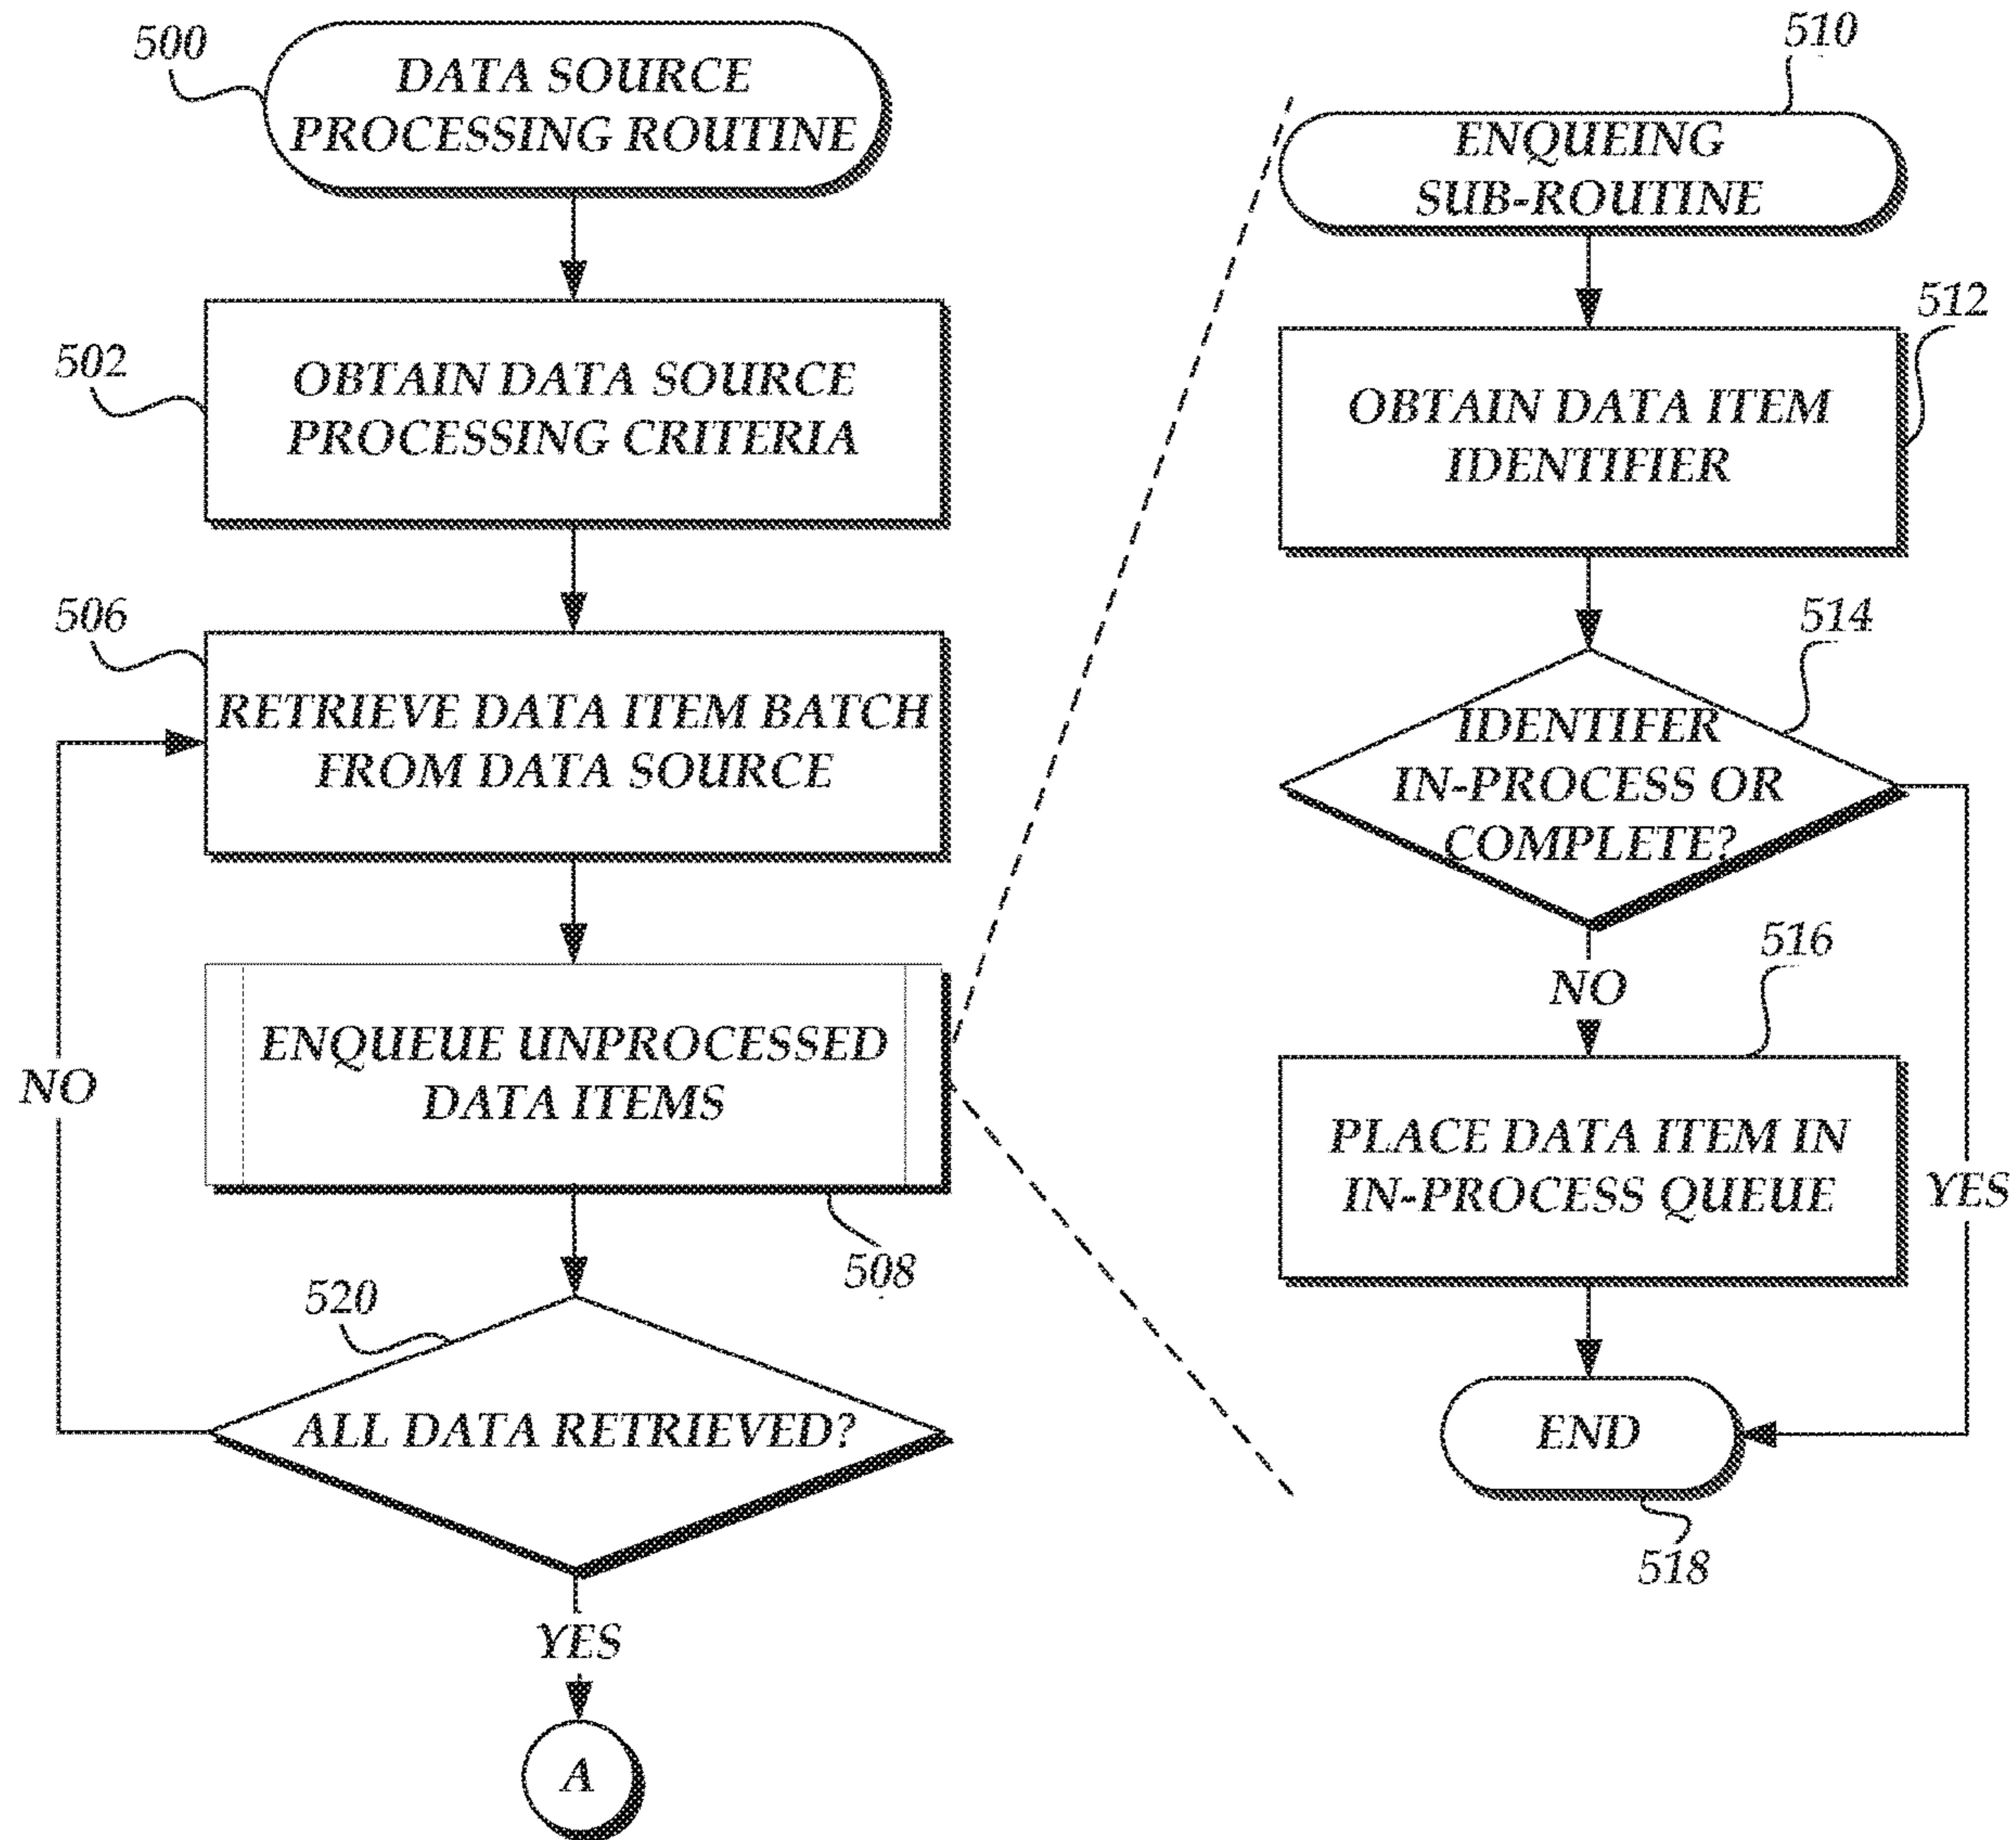 500
DATA SOURCE
PROCESSING ROUTINE
502
OBTAIN DATA SOURCE
PROCESSING CRITERIA
506
RETRIEVE DATA ITEM BATCH
FROM DATA SOURCE
ENQUEUE UNPROCESSED
DATA ITEMS
508
NO
520
ALL DATA RETRIEVED?
YES
A
510
ENQUEING
SUB-ROUTINE
512
OBTAIN DATA ITEM
IDENTIFIER
514
IDENTIFER
IN-PROCESS OR
COMPLETE?
NO
516
PLACE DATA ITEM IN
IN-PROCESS QUEUE
YES
END
518